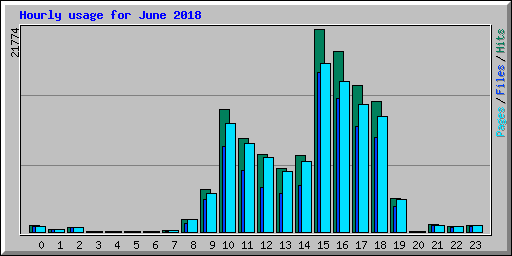 Hourly usage for June 2018
21774
Pages/Files/Hits
0 1 2 3 4 5 6 7 8 9 10 11 12 13 14 15 16 17 18 19 20 21 22 23